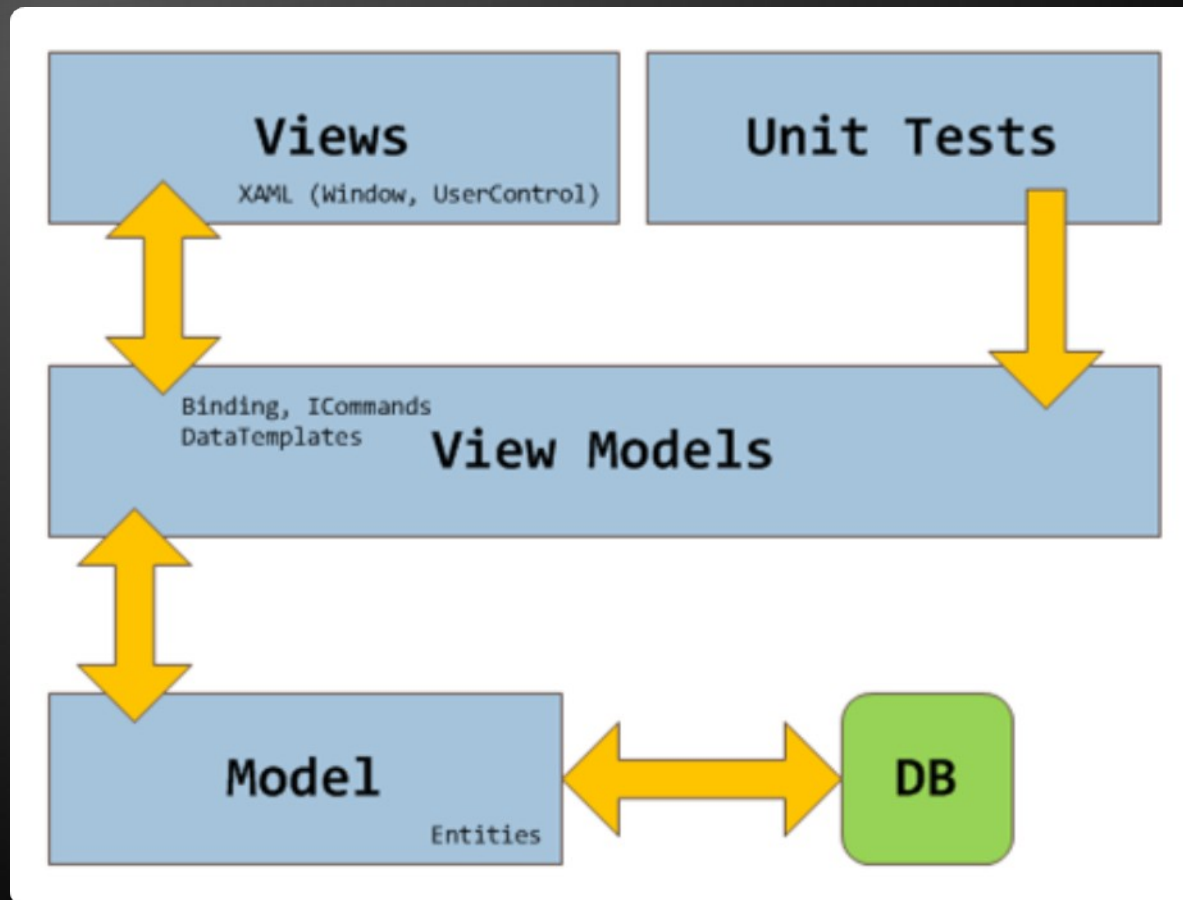 Views
XAML (Window, UserControl)
Unit Tests
Binding, ICommands
DataTemplates
View Models
Model
Entities
DB